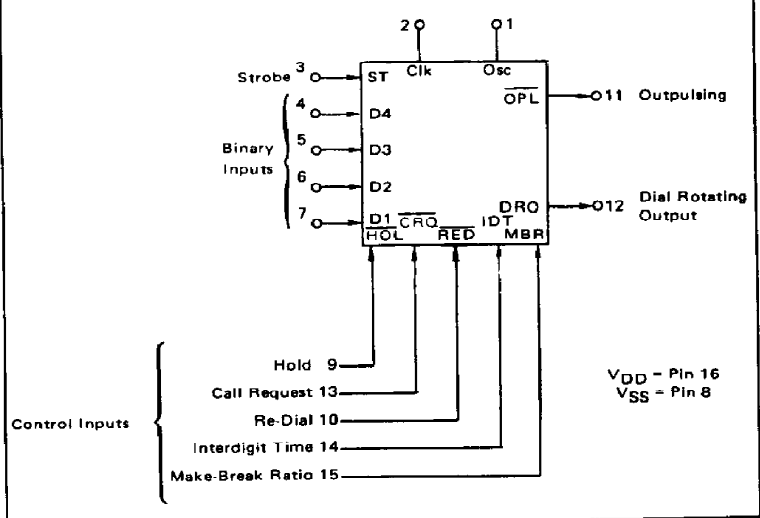 2 1
Clk Osc
Strobe 3 ST
OPL 11 Outpulsing
4 D4
Binary Inputs
5 D3
6 D2
7 D1
DRO 12 Dial Rotating Output
HOL CRQ RED IDT MBR
Hold 9
Call Request 13
Re-Dial 10
Interdigit Time 14
Make-Break Ratio 15
Control Inputs
VDD = Pin 16
VSS = Pin 8